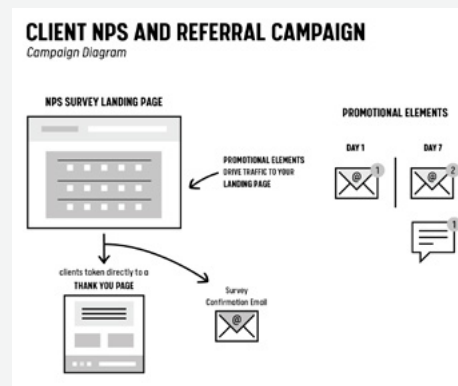 CLIENT NPS AND REFERRAL CAMPAIGN
Campaign Diagram
NPS SURVEY LANDING PAGE
PROMOTIONAL ELEMENTS
DRIVE TRAFFIC TO YOUR
LANDING PAGE
PROMOTIONAL ELEMENTS
DAY 1
DAY 7
@ 1
@ 2
1
clients taken directly to a
THANK YOU PAGE
Survey
Confirmation Email
@